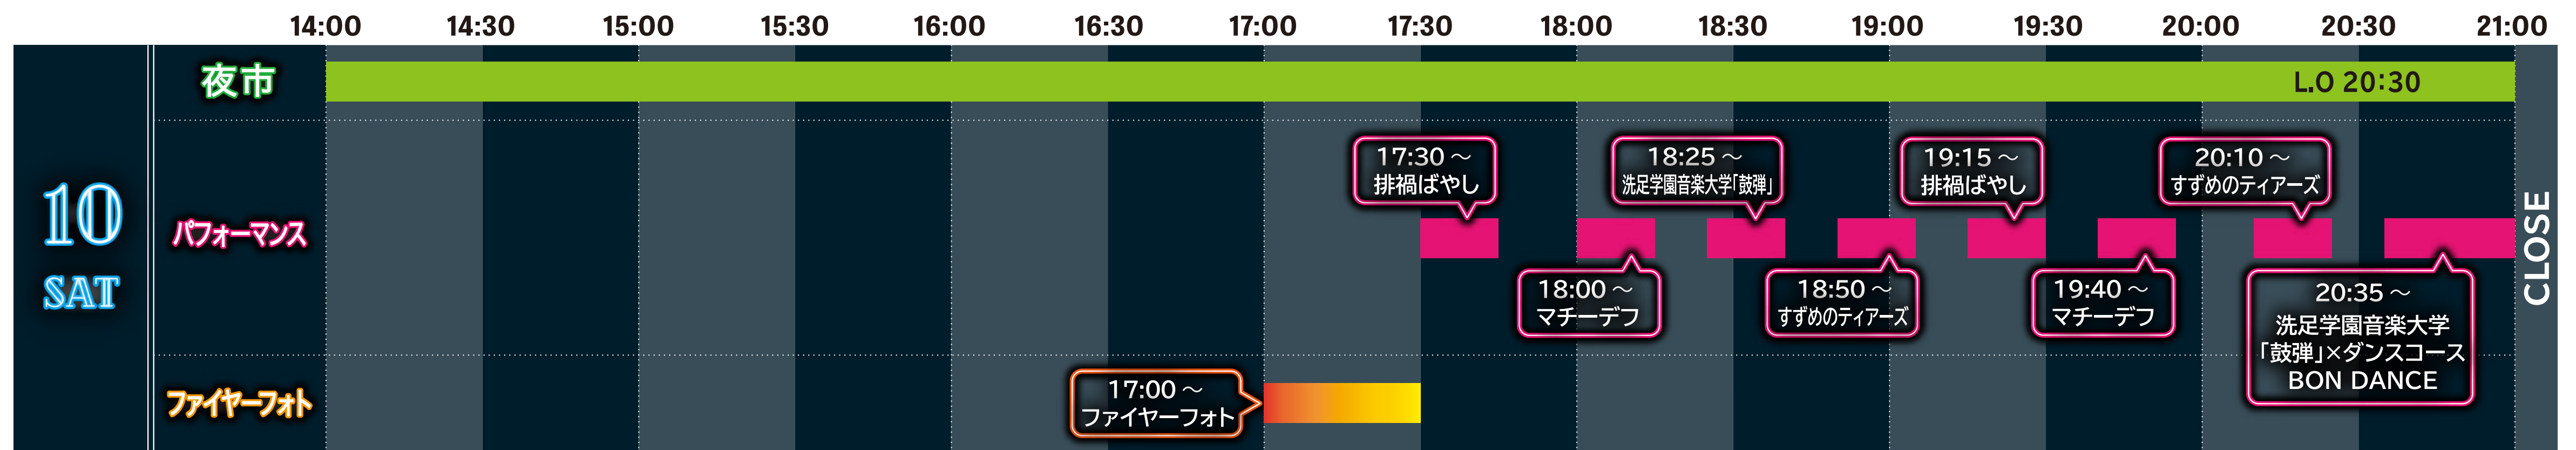 14:00 14:30 15:00 15:30 16:00 16:30 17:00 17:30 18:00 18:30 19:00 19:30 20:00 20:30 21:00
夜市
L.O 20:30
10
SAT
パフォーマンス
17:30 ～
排禍ばやし
18:00 ～
マチーデフ
18:25 ～
洗足学園音楽大学「鼓弾」
18:50 ～
すずめのティアーズ
19:15 ～
排禍ばやし
19:40 ～
マチーデフ
20:10 ～
すずめのティアーズ
20:35 ～
洗足学園音楽大学
「鼓弾」×ダンスコース
BON DANCE
ファイヤーフォト
17:00 ～
ファイヤーフォト
CLOSE